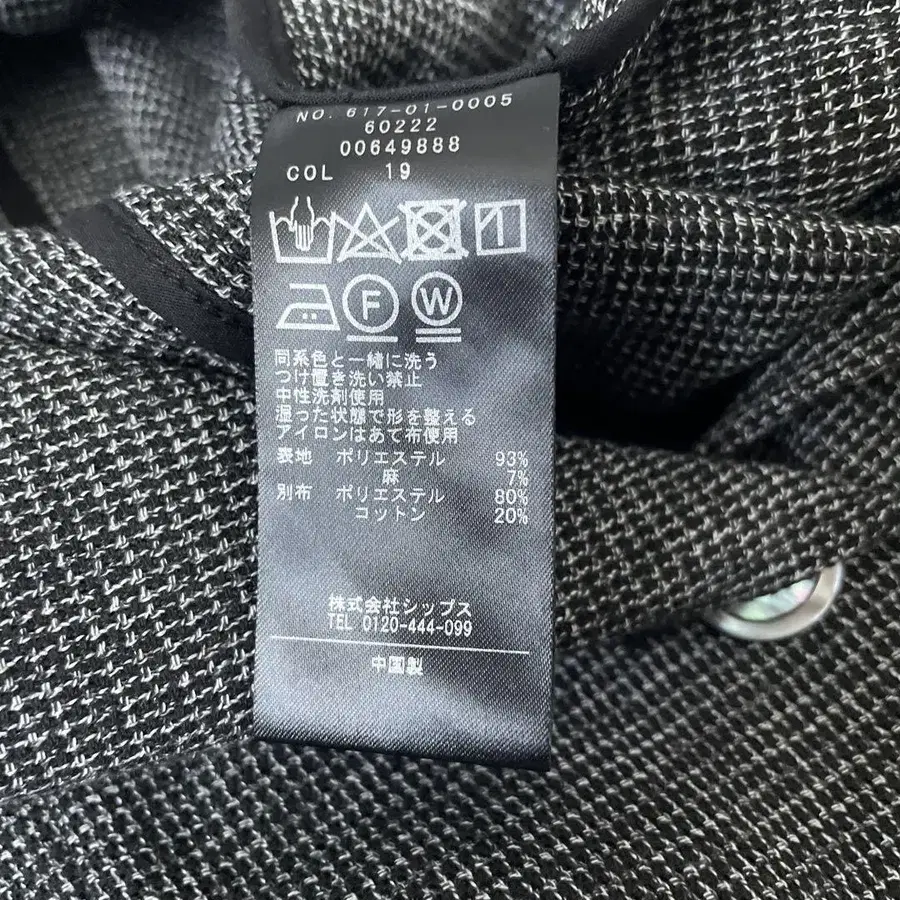 NO. 617-01-0005
60222
00649888
COL 19
F W
同系色と一緒に洗う
つけ置き洗い禁止
中性洗剤使用
湿った状態で形を整える
アイロンはあて布使用
表地 ポリエステル 93%
麻 7%
別布 ポリエステル 80%
コットン 20%
株式会社シップス
TEL 0120-444-099
中国製